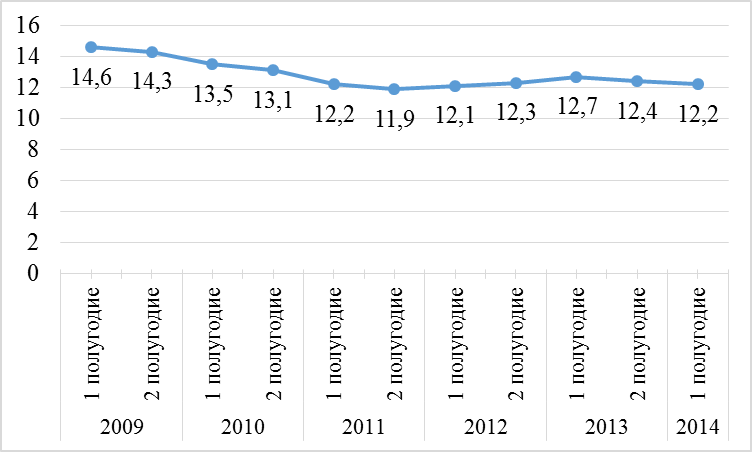 16
14
12
10
8
6
4
2
0
14,6
14,3
13,5
13,1
12,2
11,9
12,1
12,3
12,7
12,4
12,2
1 полугодие
2 полугодие
1 полугодие
2 полугодие
1 полугодие
2 полугодие
1 полугодие
2 полугодие
1 полугодие
2 полугодие
1 полугодие
2009
2010
2011
2012
2013
2014